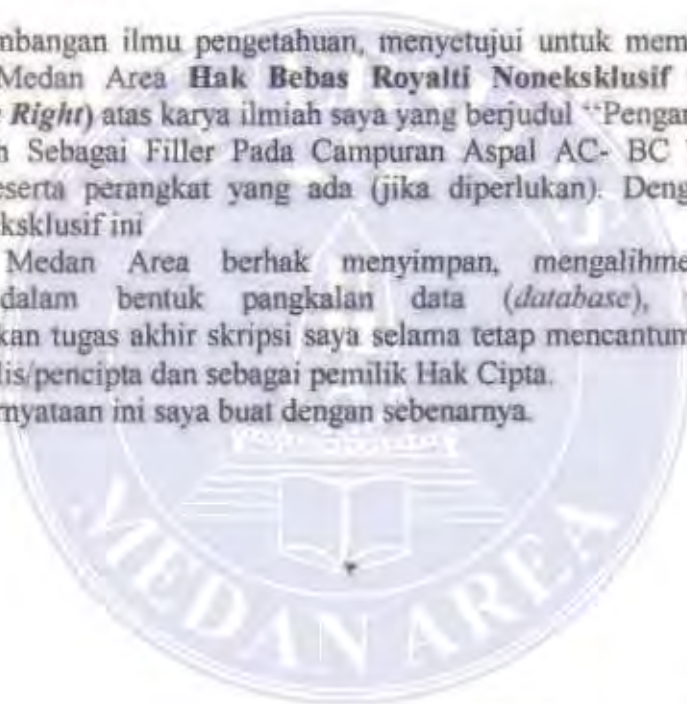 mbangan ilmu pengetahuan, menyetujui untuk mem
Medan Area Hak Bebas Royalti Noneksklusif
Right) atas karya ilmiah saya yang berjudul “Pengar
n Sebagai Filler Pada Campuran Aspal AC- BC
eserta perangkat yang ada (jika diperlukan). Deng
ksklusif ini
Medan Area berhak menyimpan, mengalihme
dalam bentuk pangkalan data (database),
kan tugas akhir skripsi saya selama tetap mencantum
lis/pencipta dan sebagai pemilik Hak Cipta.
rnyataan ini saya buat dengan sebenarnya.
MEDAN AREA